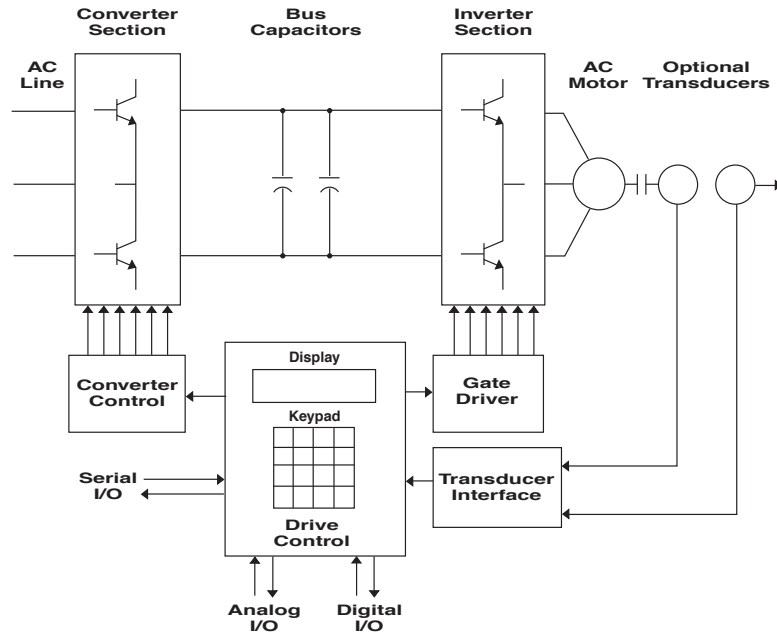 Converter
Section
Bus
Capacitors
Inverter
Section
AC
Line
AC
Motor
Optional
Transducers
Display
Converter
Control
Gate
Driver
Keypad
Serial
I/O
Transducer
Interface
Drive
Control
Analog
I/O
Digital
I/O